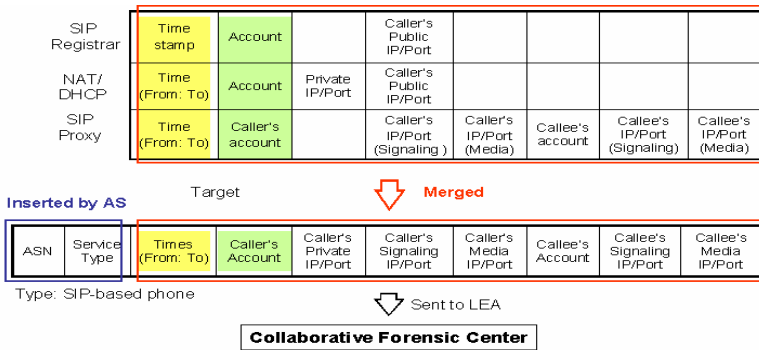 SIP Registrar
Time stamp
Account
Caller's Public IP/Port
NAT/ DHCP
Time (From: To)
Account
Private IP/Port
Caller's Public IP/Port
SIP Proxy
Time (From: To)
Caller's account
Caller's IP/Port (Signaling )
Caller's IP/Port (Media)
Callee's account
Callee's IP/Port (Signaling)
Callee's IP/Port (Media)
Target
Merged
Inserted by AS
ASN
Service Type
Times (From: To)
Caller's Account
Caller's Private IP/Port
Caller's Signaling IP/Port
Caller's Media IP/Port
Callee's Account
Callee's Signaling IP/Port
Callee's Media IP/Port
Type: SIP-based phone
Sent to LEA
Collaborative Forensic Center